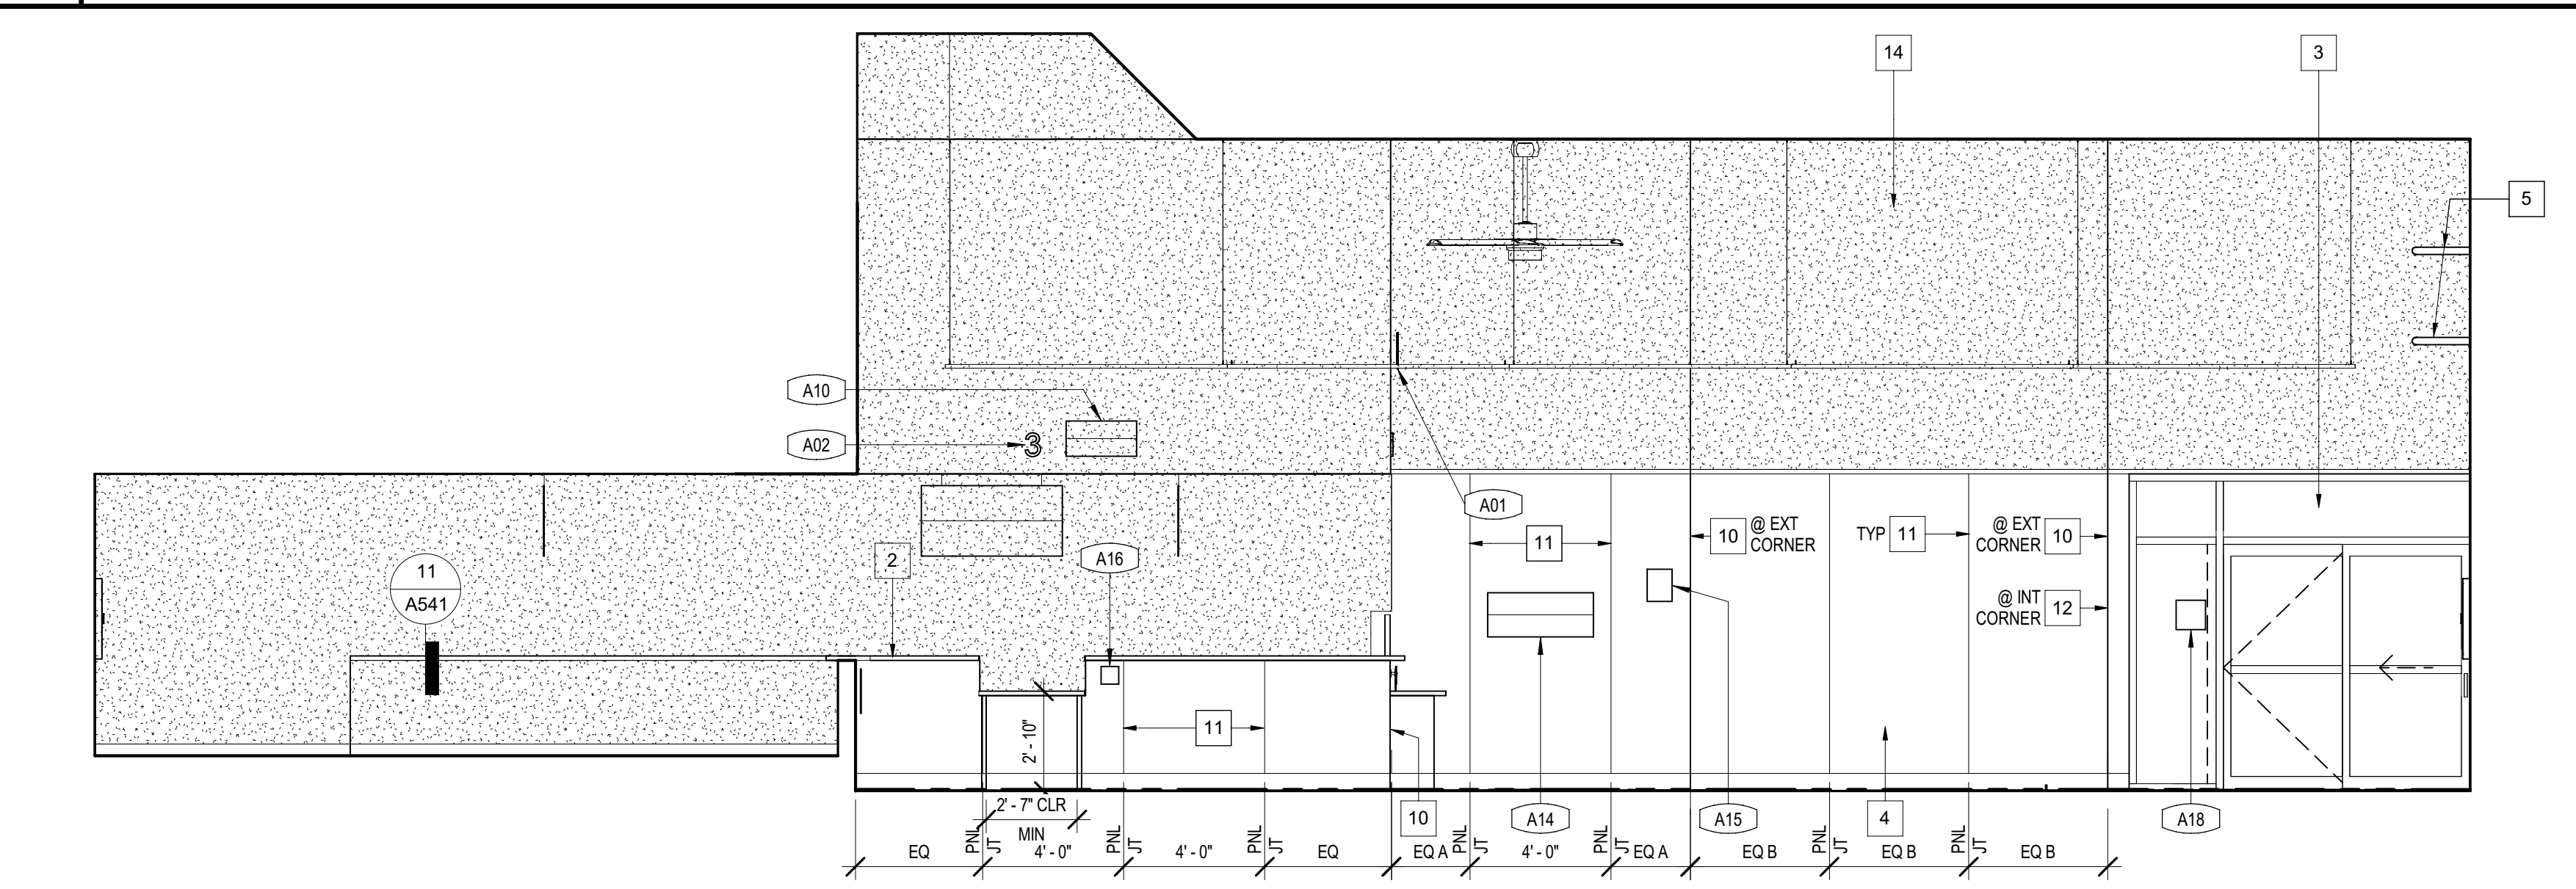 14
3
5
A10
A02
3
A01
10 @ EXT
CORNER
TYP 11
@ EXT
CORNER 10
11
11
A541
2
A16
@ INT
CORNER 12
A15
A18
2' - 10"
11
10
A14
4
2' - 7" CLR
MIN
EQ
PNL
JT
4' - 0"
PNL
JT
4' - 0"
PNL
JT
EQ
EQ A
PNL
JT
4' - 0"
PNL
JT
EQ A
EQ B
PNL
JT
EQ B
PNL
JT
EQ B